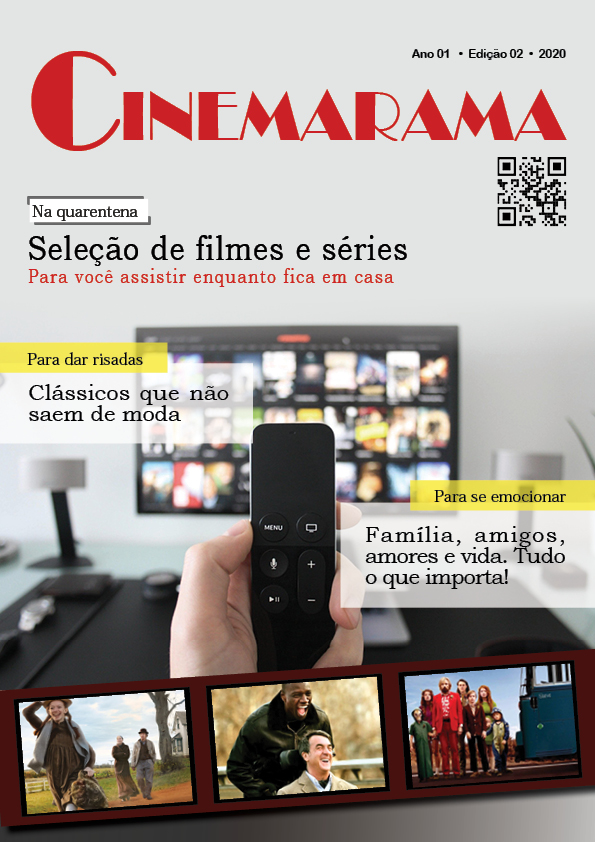 Ano 01 • Edição 02 • 2020
CINEMARAMA
Na quarentena
Seleção de filmes e séries
Para você assistir enquanto fica em casa
Para dar risadas
Clássicos que não
saem de moda
Para se emocionar
Família, amigos,
amores e vida. Tudo
o que importa!
MENU